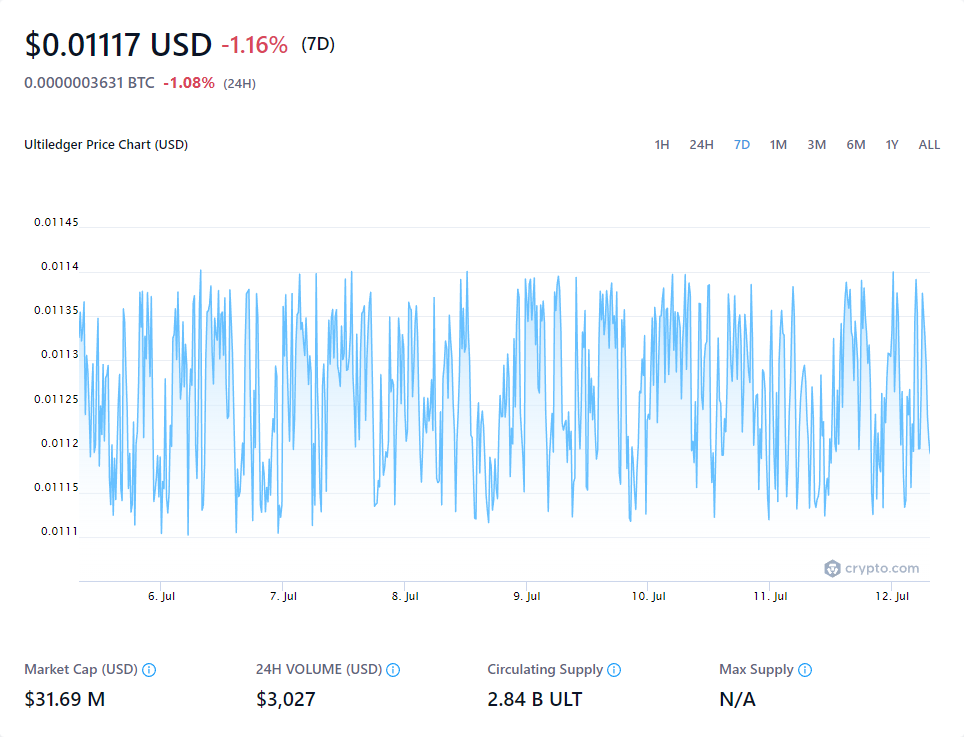 $0.01117 USD -1.16% (7D)
0.0000003631 BTC -1.08% (24H)
Ultiledger Price Chart (USD) 1H 24H 7D 1M 3M 6M 1Y ALL
0.01145
0.0114
0.01135
0.0113
0.01125
0.0112
0.01115
0.0111
crypto.com
6. Jul 7. Jul 8. Jul 9. Jul 10. Jul 11. Jul 12. Jul
Market Cap (USD) 24H VOLUME (USD) Circulating Supply Max Supply
$31.69 M $3,027 2.84 B ULT N/A